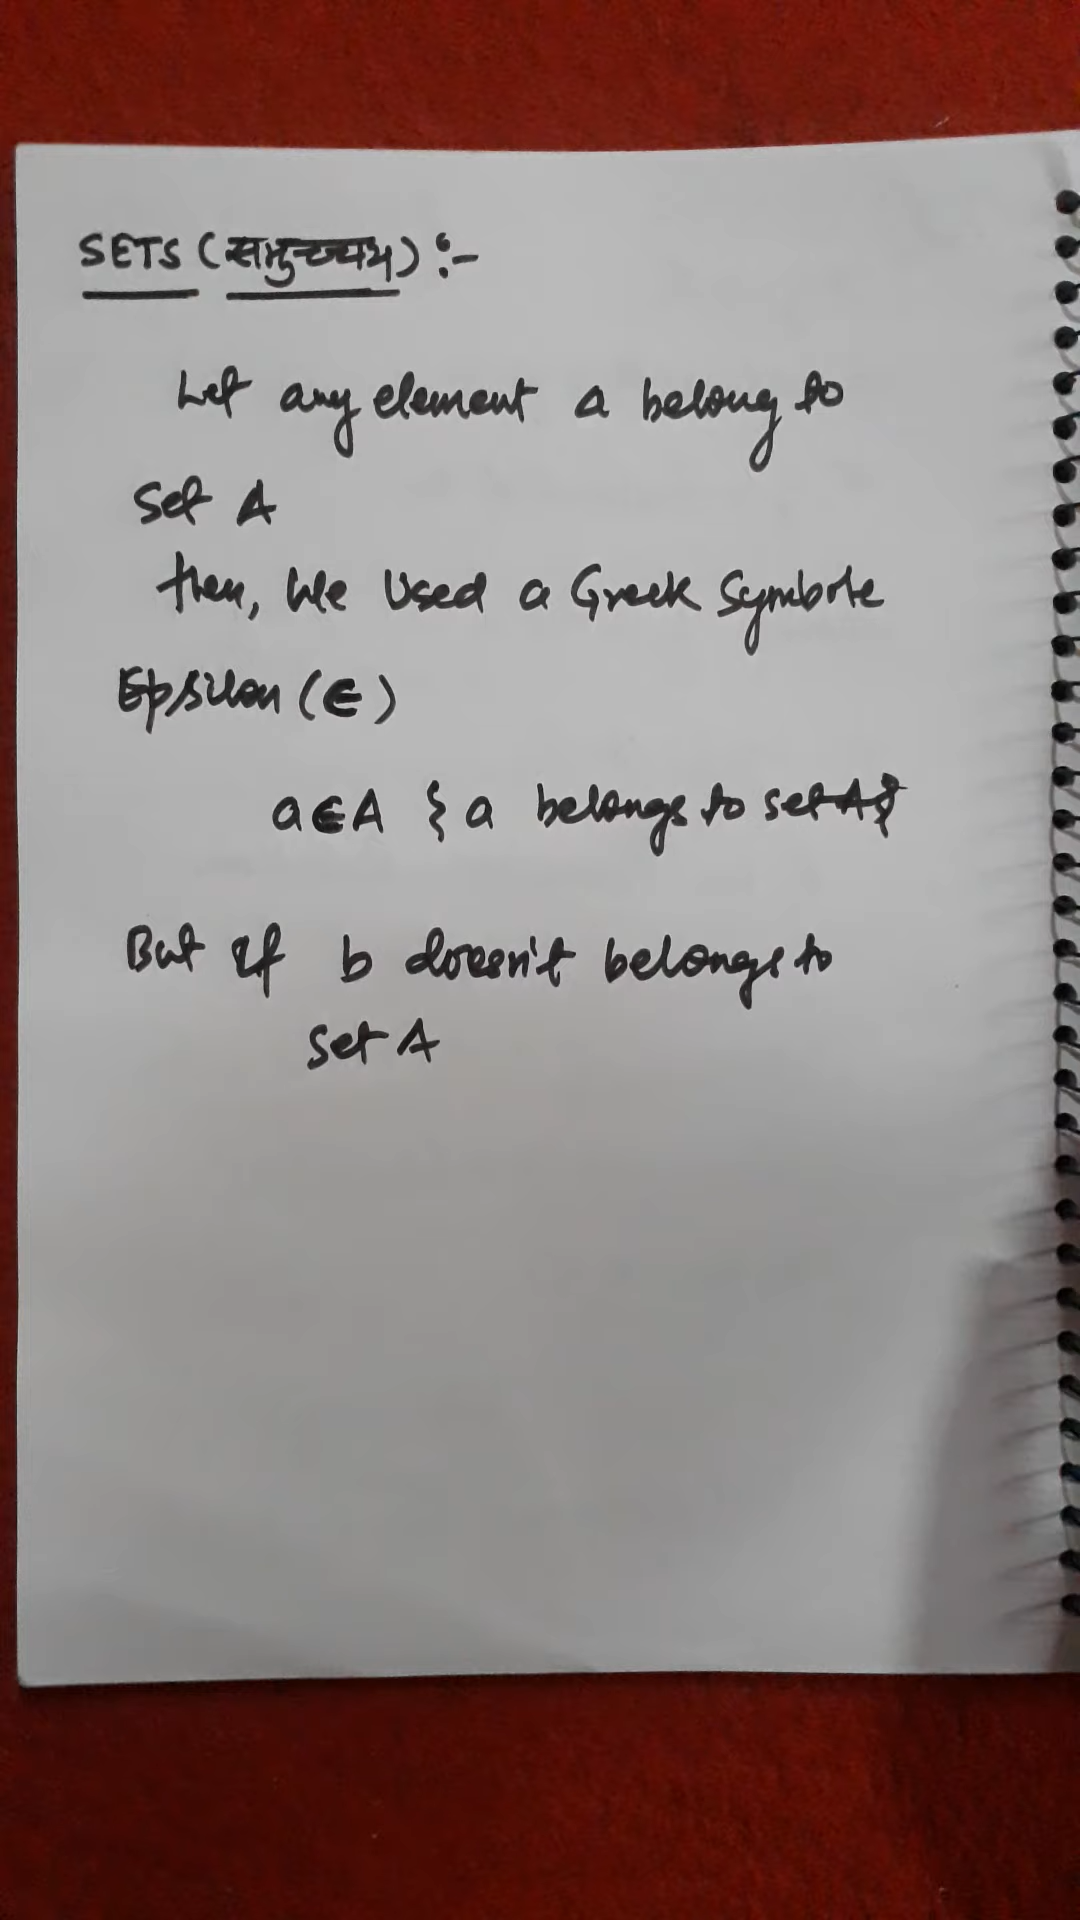 SETS (समुच्चय) :-
Let any element a belong to
Set A
then, We Used a Greek Symbole
Epsilon (∈)
a∈A { a belongs to set A}
But if b doesn't belongs to
Set A